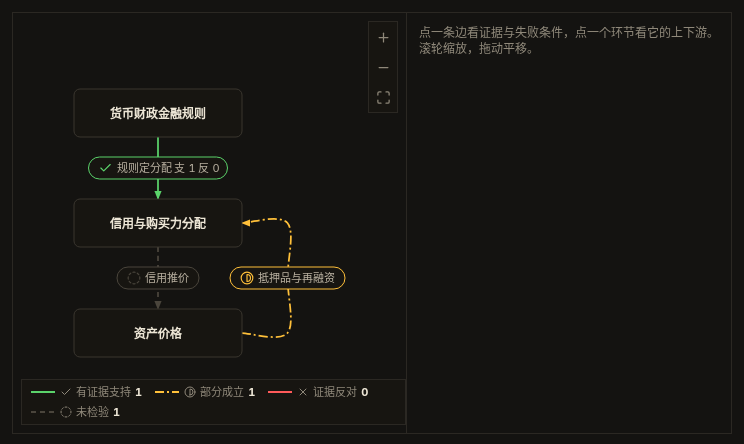 点一条边看证据与失败条件，点一个环节看它的上下游。
滚轮缩放，拖动平移。
货币财政金融规则
规则定分配 支 1 反 0
信用与购买力分配
信用推价
抵押品与再融资
资产价格
有证据支持 1 部分成立 1 证据反对 0
未检验 1